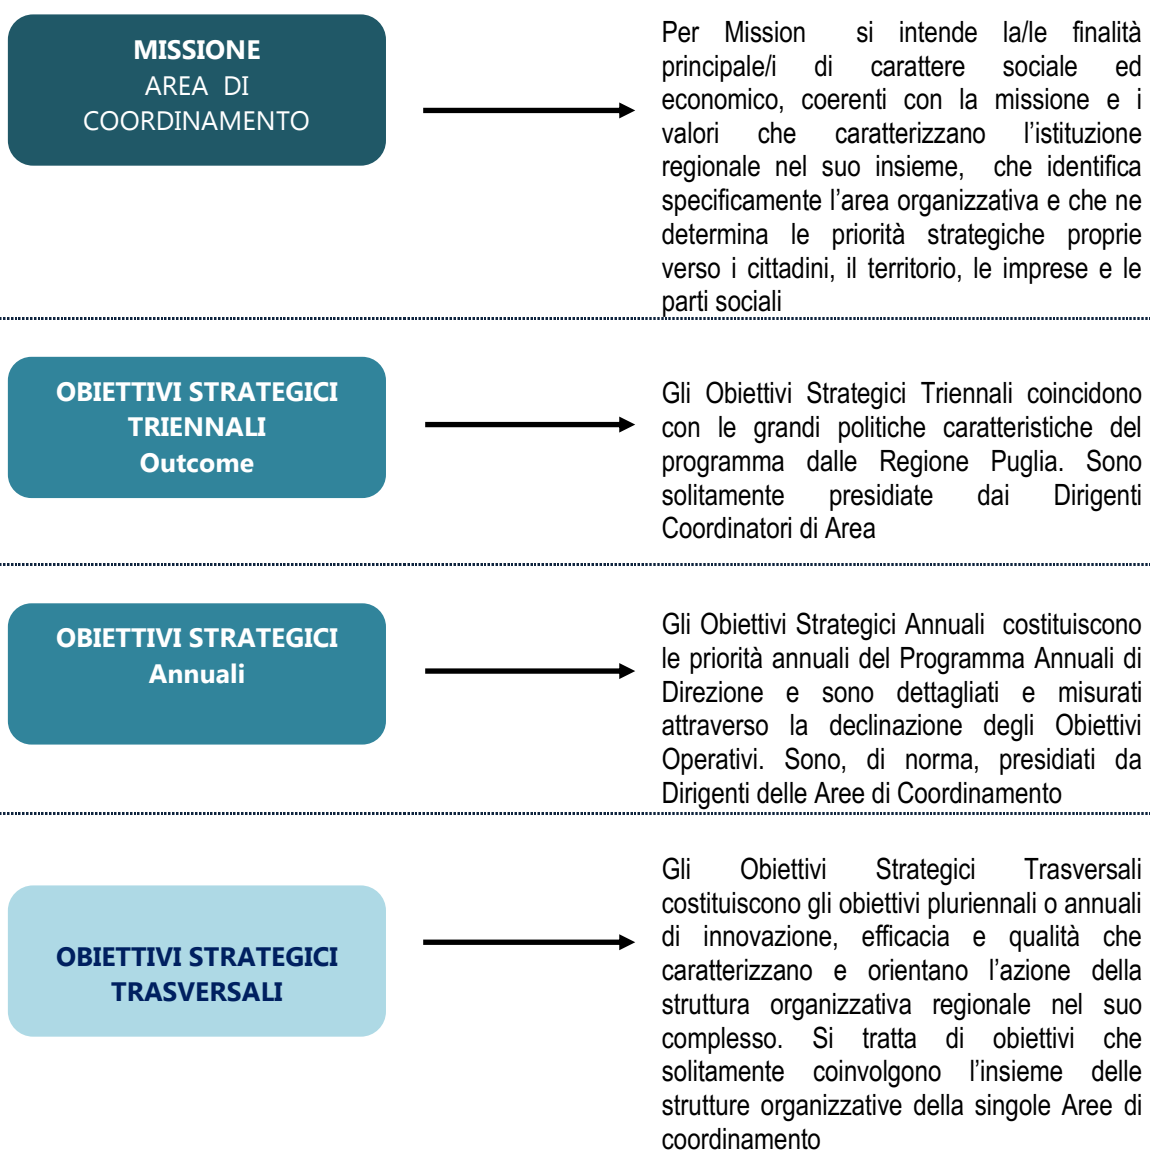 MISSIONE
AREA DI
COORDINAMENTO
Per Mission si intende la/le finalità
principale/i di carattere sociale ed
economico, coerenti con la missione e i
valori che caratterizzano l’istituzione
regionale nel suo insieme, che identifica
specificamente l’area organizzativa e che ne
determina le priorità strategiche proprie
verso i cittadini, il territorio, le imprese e le
parti sociali
OBIETTIVI STRATEGICI
TRIENNALI
Outcome
Gli Obiettivi Strategici Triennali coincidono
con le grandi politiche caratteristiche del
programma dalle Regione Puglia. Sono
solitamente presidiate dai Dirigenti
Coordinatori di Area
OBIETTIVI STRATEGICI
Annuali
Gli Obiettivi Strategici Annuali costituiscono
le priorità annuali del Programma Annuali di
Direzione e sono dettagliati e misurati
attraverso la declinazione degli Obiettivi
Operativi. Sono, di norma, presidiati da
Dirigenti delle Aree di Coordinamento
OBIETTIVI STRATEGICI
TRASVERSALI
Gli Obiettivi Strategici Trasversali
costituiscono gli obiettivi pluriennali o annuali
di innovazione, efficacia e qualità che
caratterizzano e orientano l’azione della
struttura organizzativa regionale nel suo
complesso. Si tratta di obiettivi che
solitamente coinvolgono l’insieme delle
strutture organizzative della singole Aree di
coordinamento